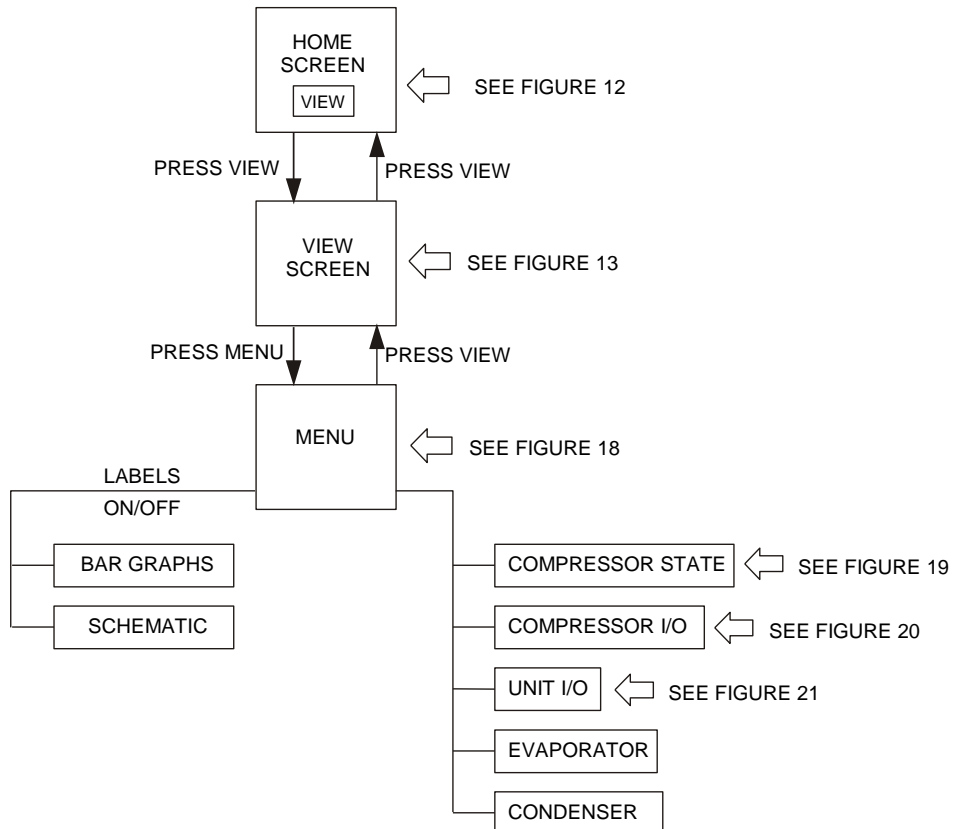 HOME
SCREEN
VIEW
SEE FIGURE 12
PRESS VIEW
PRESS VIEW
VIEW
SCREEN
SEE FIGURE 13
PRESS MENU
PRESS VIEW
MENU
SEE FIGURE 18
LABELS
ON/OFF
BAR GRAPHS
SCHEMATIC
COMPRESSOR STATE
SEE FIGURE 19
COMPRESSOR I/O
SEE FIGURE 20
UNIT I/O
SEE FIGURE 21
EVAPORATOR
CONDENSER